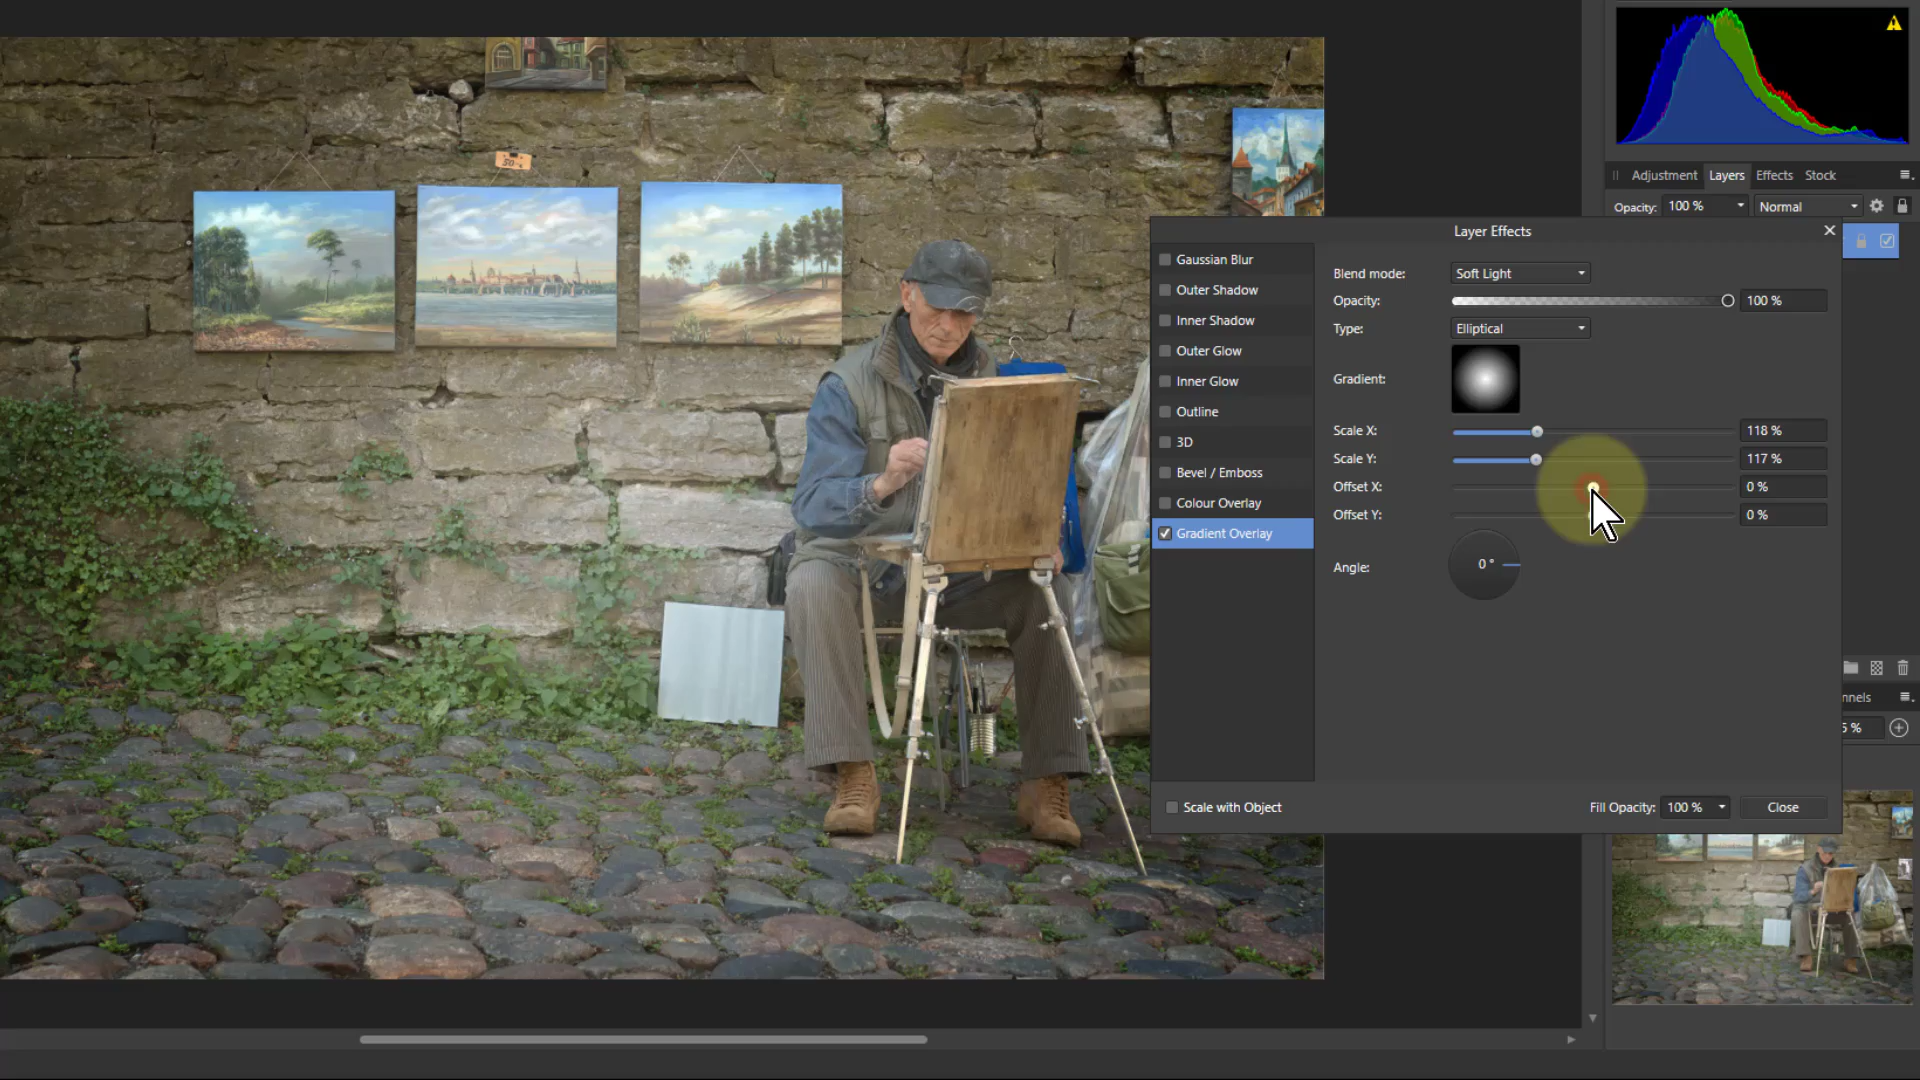 50.-
Adjustment Layers Effects Stock
Opacity: 100 % Normal
Layer Effects
Gaussian Blur
Outer Shadow
Inner Shadow
Outer Glow
Inner Glow
Outline
3D
Bevel / Emboss
Colour Overlay
Gradient Overlay
Blend mode: Soft Light
Opacity: 100 %
Type: Elliptical
Gradient:
Scale X: 118 %
Scale Y: 117 %
Offset X: 0 %
Offset Y: 0 %
Angle: 0 °
Scale with Object
Fill Opacity: 100 % Close
nnels
5 %